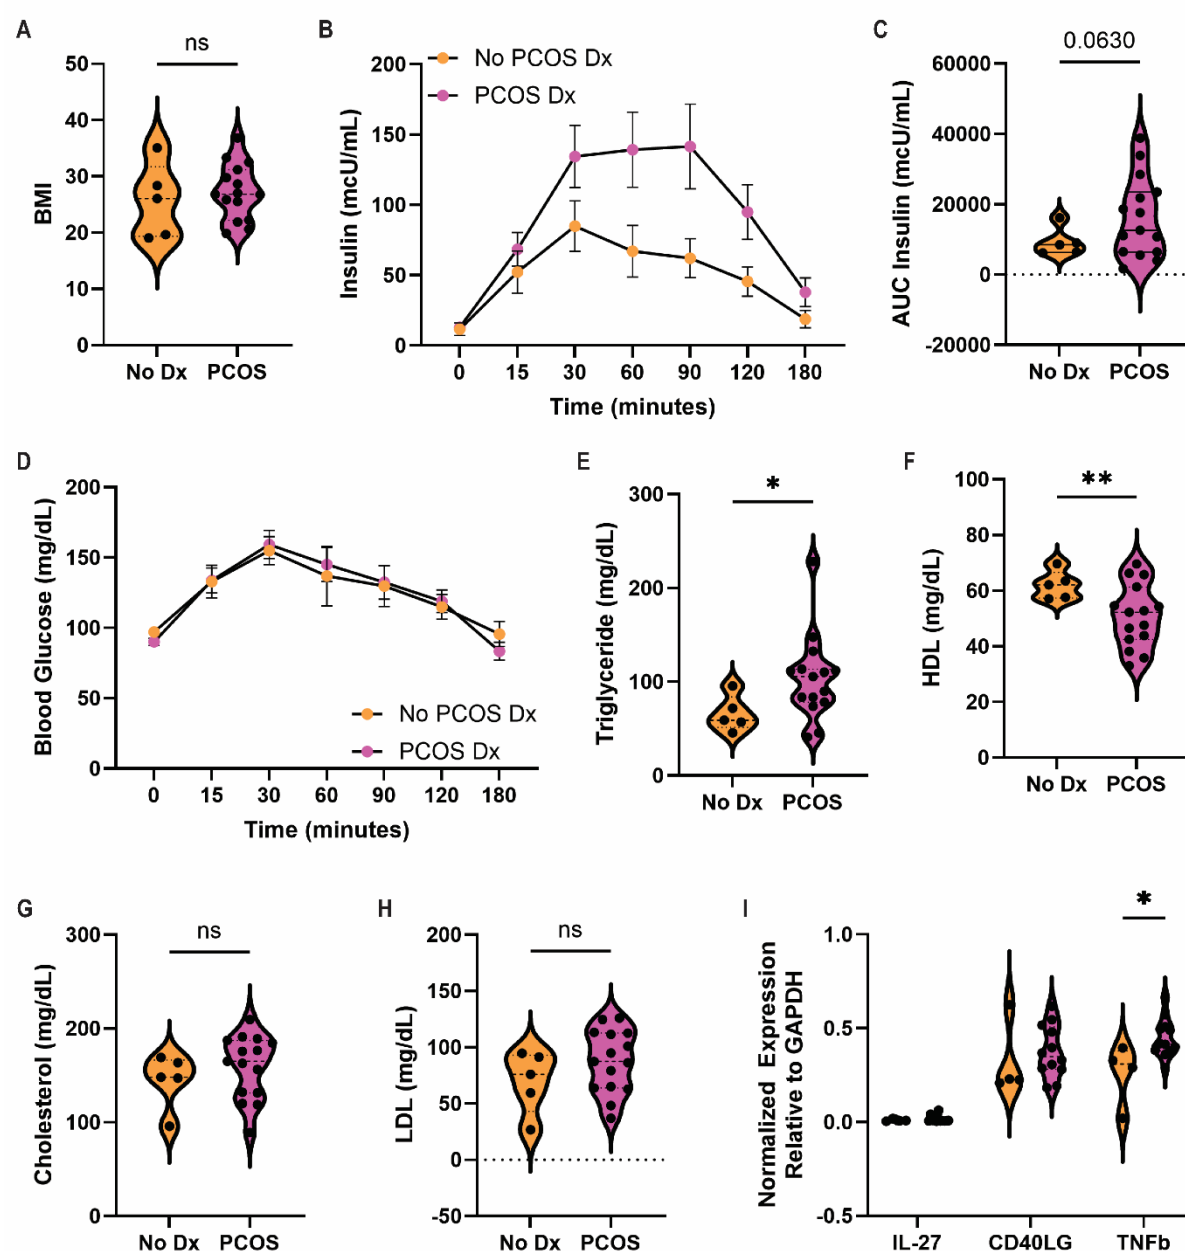 A
ns
BMI
50
40
30
20
10
0
No Dx
PCOS
B
No PCOS Dx
PCOS Dx
Insulin (mcU/mL)
200
150
100
50
0
0 15 30 60 90 120 180
Time (minutes)
C
0.0630
AUC Insulin (mcU/mL)
60000
40000
20000
0
-20000
No Dx
PCOS
D
Blood Glucose (mg/dL)
200
150
100
50
0
No PCOS Dx
PCOS Dx
0 15 30 60 90 120 180
Time (minutes)
E
*
Triglyceride (mg/dL)
300
200
100
0
No Dx
PCOS
F
**
HDL (mg/dL)
100
80
60
40
20
0
No Dx
PCOS
G
ns
Cholesterol (mg/dL)
300
200
100
0
No Dx
PCOS
H
ns
LDL (mg/dL)
200
150
100
50
0
-50
No Dx
PCOS
I
*
Normalized Expression
Relative to GAPDH
1.0
0.5
0.0
-0.5
IL-27
CD40LG
TNFb